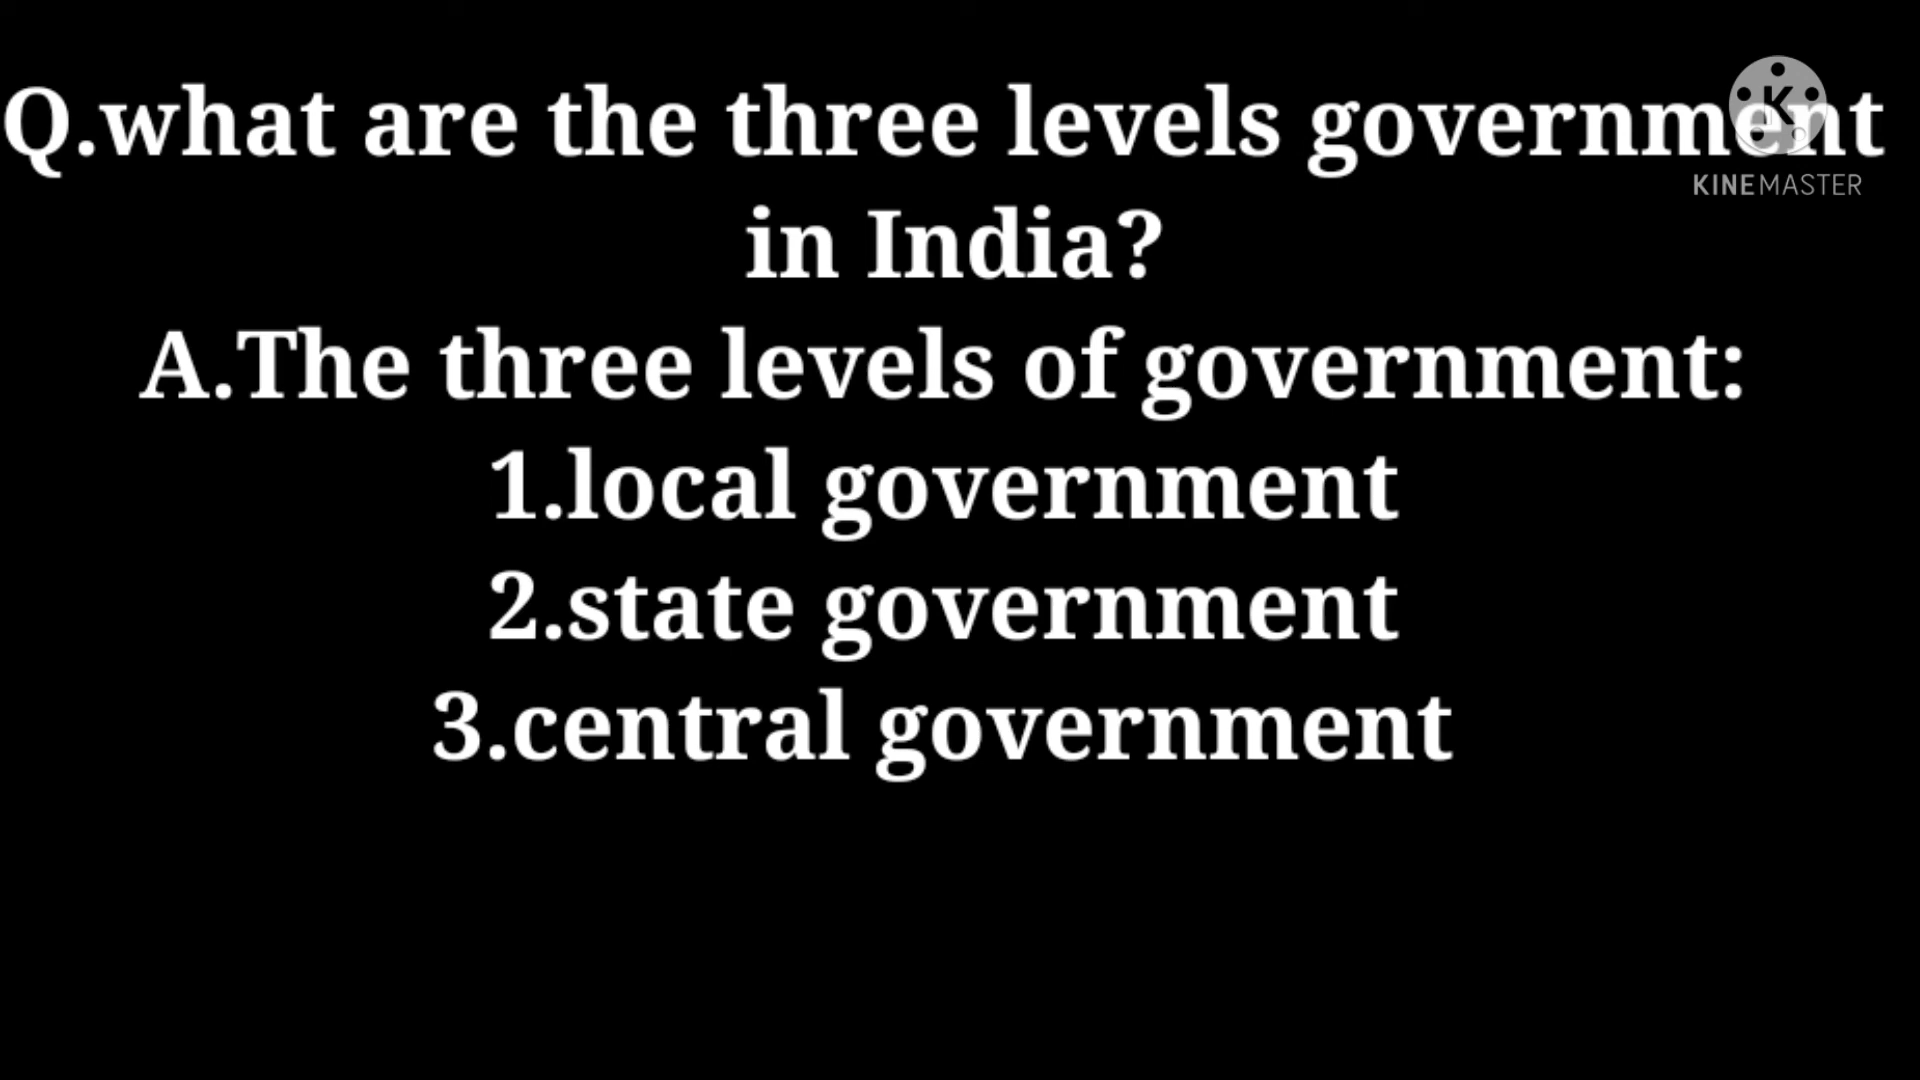 Q.what are the three levels government
K
KINEMASTER
in India?
A.The three levels of government:
1.local government
2.state government
3.central government